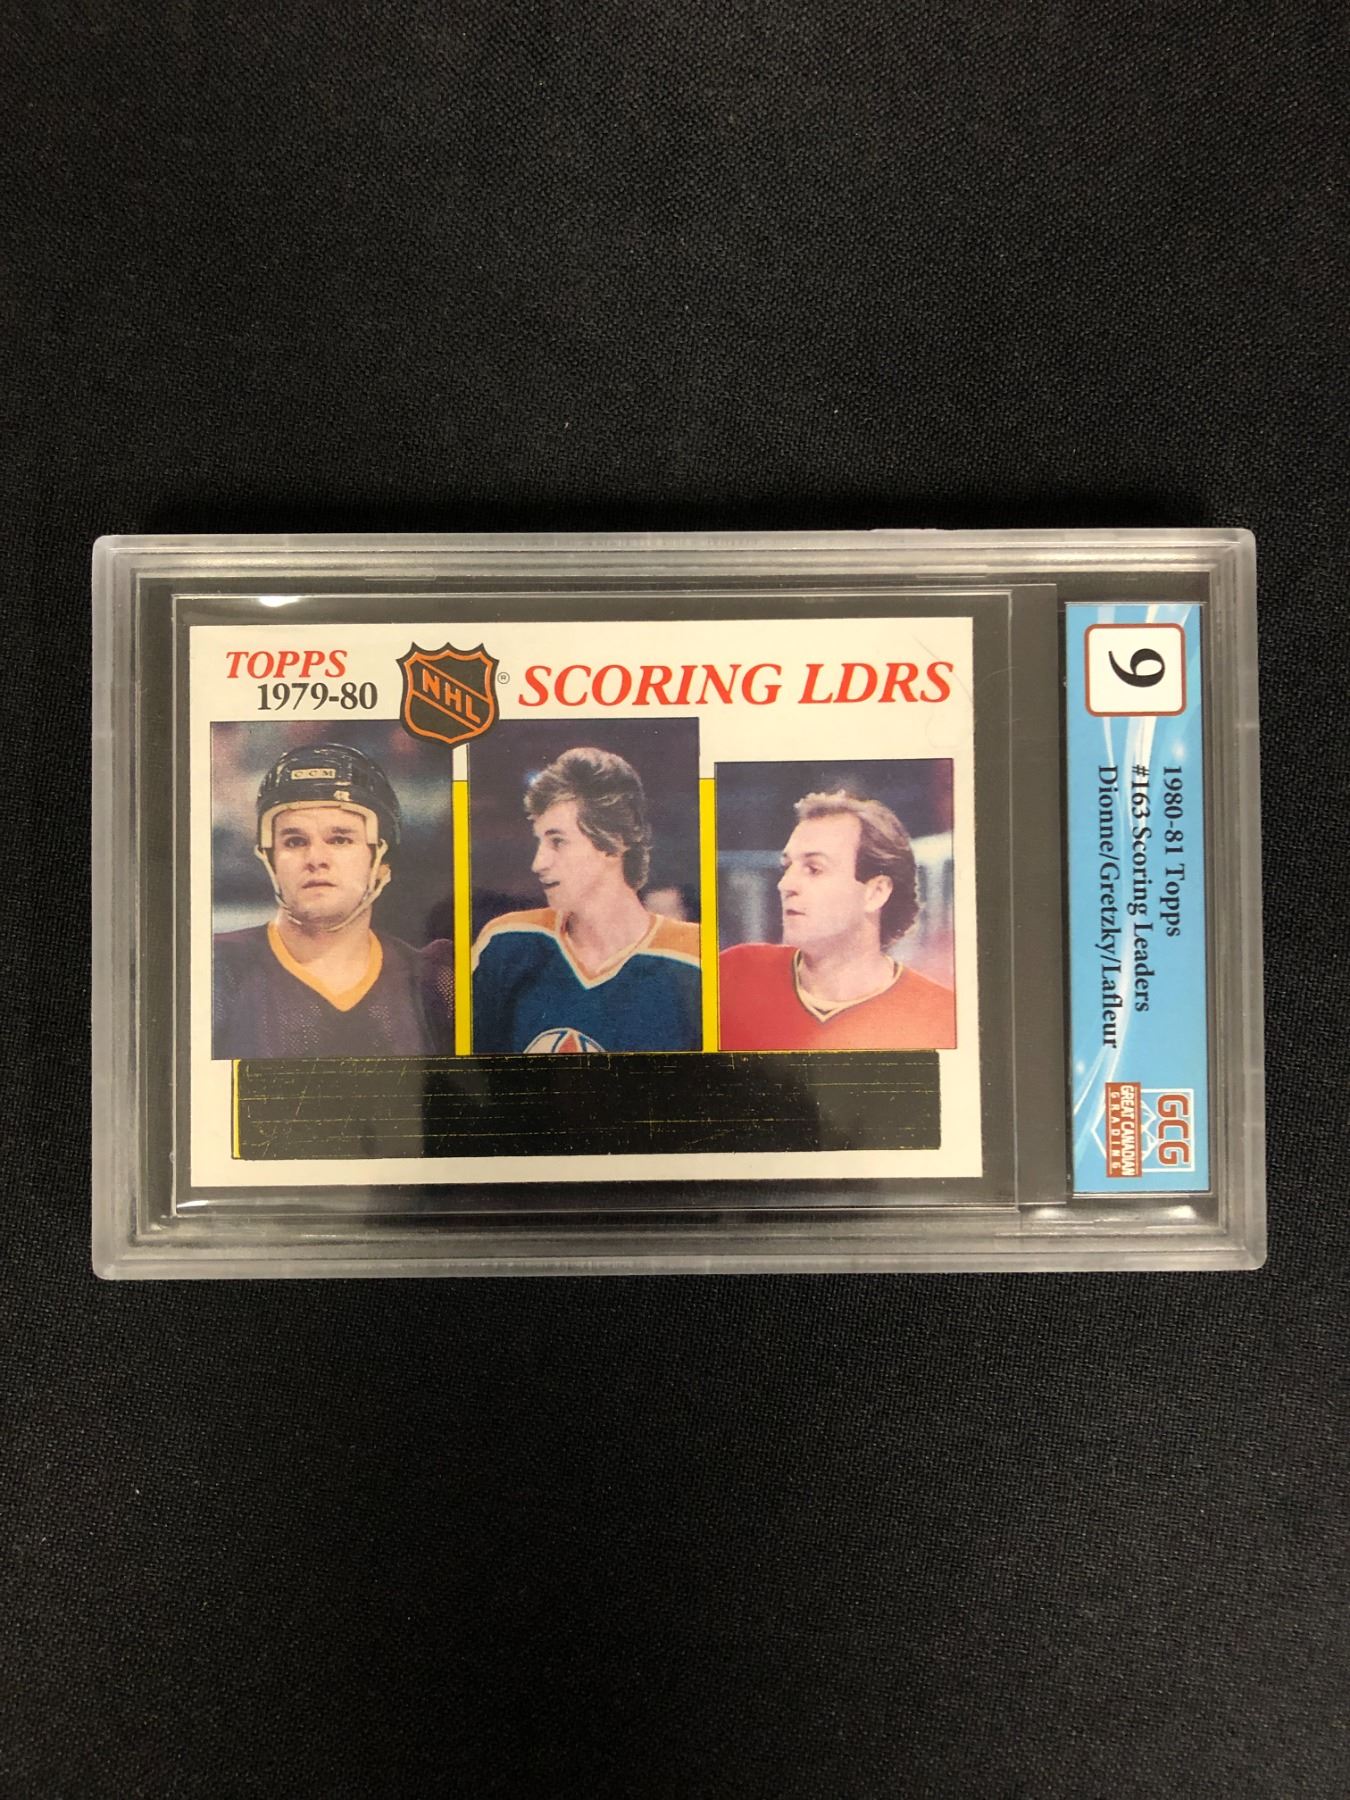 TOPPS
1979-80
NHL
®
SCORING LDRS
CCM
9
1980-81 Topps
#163 Scoring Leaders
Dionne/Gretzky/Lafleur
GCG
GREAT CANADIAN
GRADING